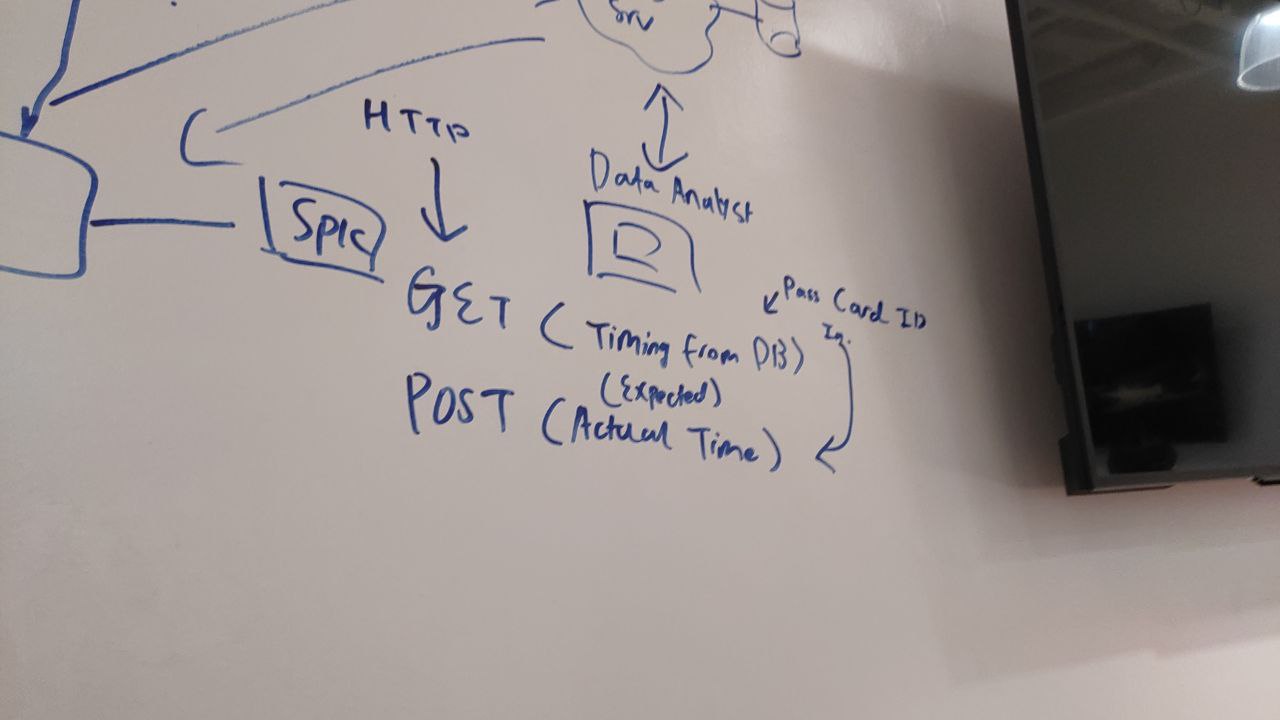 Srv
HTTP
Data Analyst
Spic
D
Pass Card ID
In.
GET (Timing from DB)
(Expected)
POST (Actual Time)